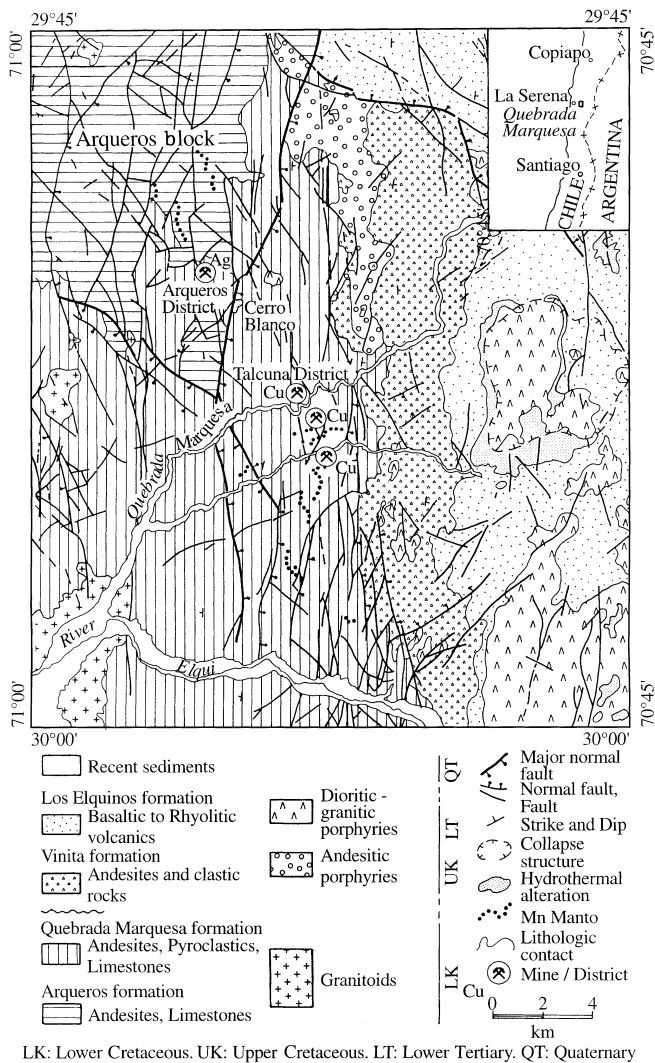 29°45'
29°45'
71°00'
70°45'
Copiapo
La Serena
Quebrada
Marquesa
Santiago
CHILE
ARGENTINA
Arqueros block
70°45'
Ag
Arqueros
District
Cerro
Blanco
Talcuna District
Cu
Cu
Cu
Quebrada Marquesa
River Elqui
71°00'
70°45'
30°00'
30°00'
Recent sediments
Los Elquinos formation
Basaltic to Rhyolitic
volcanics
Vinita formation
Andesites and clastic
rocks
Quebrada Marquesa formation
Andesites, Pyroclastics,
Limestones
Arqueros formation
Andesites, Limestones
Dioritic -
granitic
porphyries
Andesitic
porphyries
Granitoids
QT
LT
UK
LK
Major normal
fault
Normal fault,
Fault
Strike and Dip
Collapse
structure
Hydrothermal
alteration
Mn Manto
Lithologic
contact
Mine / District
Cu
0 2 4
km
LK: Lower Cretaceous. UK: Upper Cretaceous. LT: Lower Tertiary. QT: Quaternary